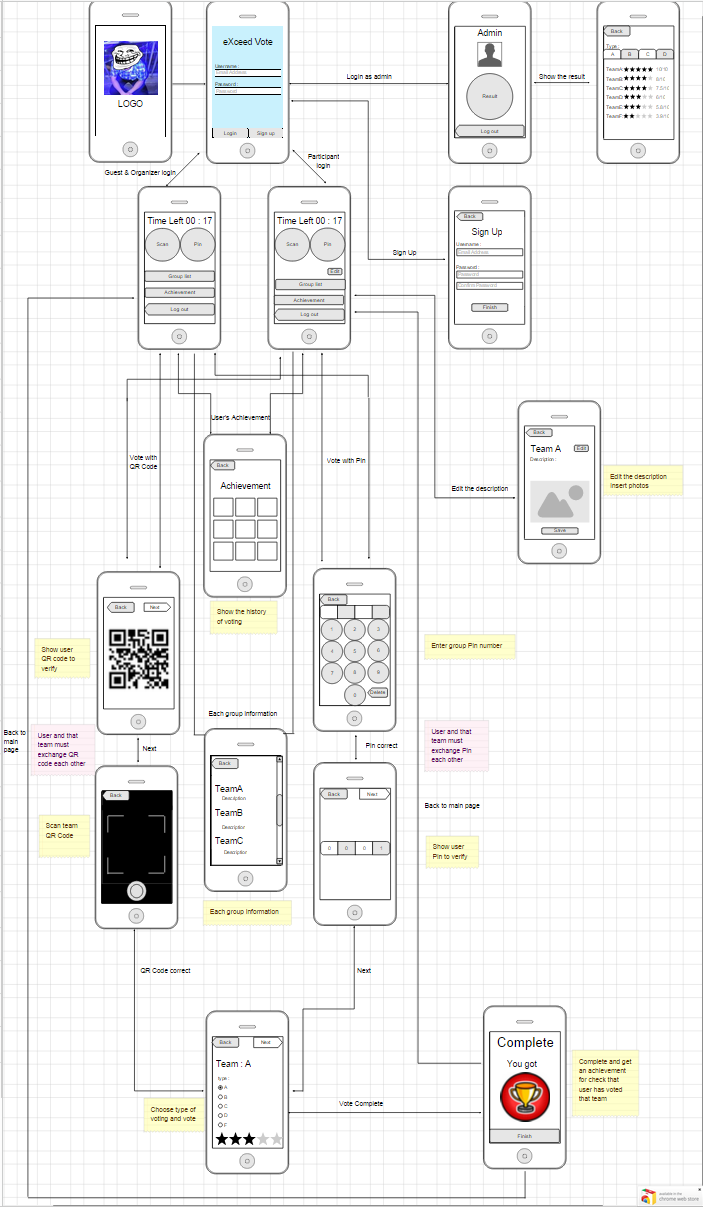 LOGO
eXceed Vote
Username :
Email Address
Password :
Password
Login
Sign up
Login as admin
Admin
Result
Log out
Show the result
Back
Type :
A B C D
TeamA 10/10
TeamB
TeamC 7.5/10
TeamD
TeamE
TeamF
Guest & Organizer login
Participant
login
Time Left 00 : 17
Scan
Pin
Group list
Achievement
Log out
Time Left 00 : 17
Scan
Pin
Edit
Group list
Achievement
Log out
Sign Up
Back
Sign Up
Username :
Email Address
Password :
Password
Confirm Password
Finish
User's Achievement
Vote with
QR Code
Vote with Pin
Back
Achievement
Show the history
of voting
Edit the description
Back
Team A
Edit
Description :
Save
Edit the description
Insert photos
Back
Next
Show user
QR code to
verify
Back
1 2 3
4 5 6
7 8 9
0
Delete
Enter group Pin number
Each group information
Back to
main
page
User and that
team must
exchange QR
code each other
Next
Pin correct
User and that
team must
exchange Pin
each other
Back
Scan team
QR Code
Back
TeamA
Description
TeamB
Description
TeamC
Description
Each group information
Back
Next
0 0 0 1
Back to main page
Show user
Pin to verify
QR Code correct
Next
Back
Next
Team : A
type :
A
B
C
D
F
Choose type of
voting and vote
Vote Complete
Complete
You got
Finish
Complete and get
an achievement
for check that
user has voted
that team
available in the
chrome web store